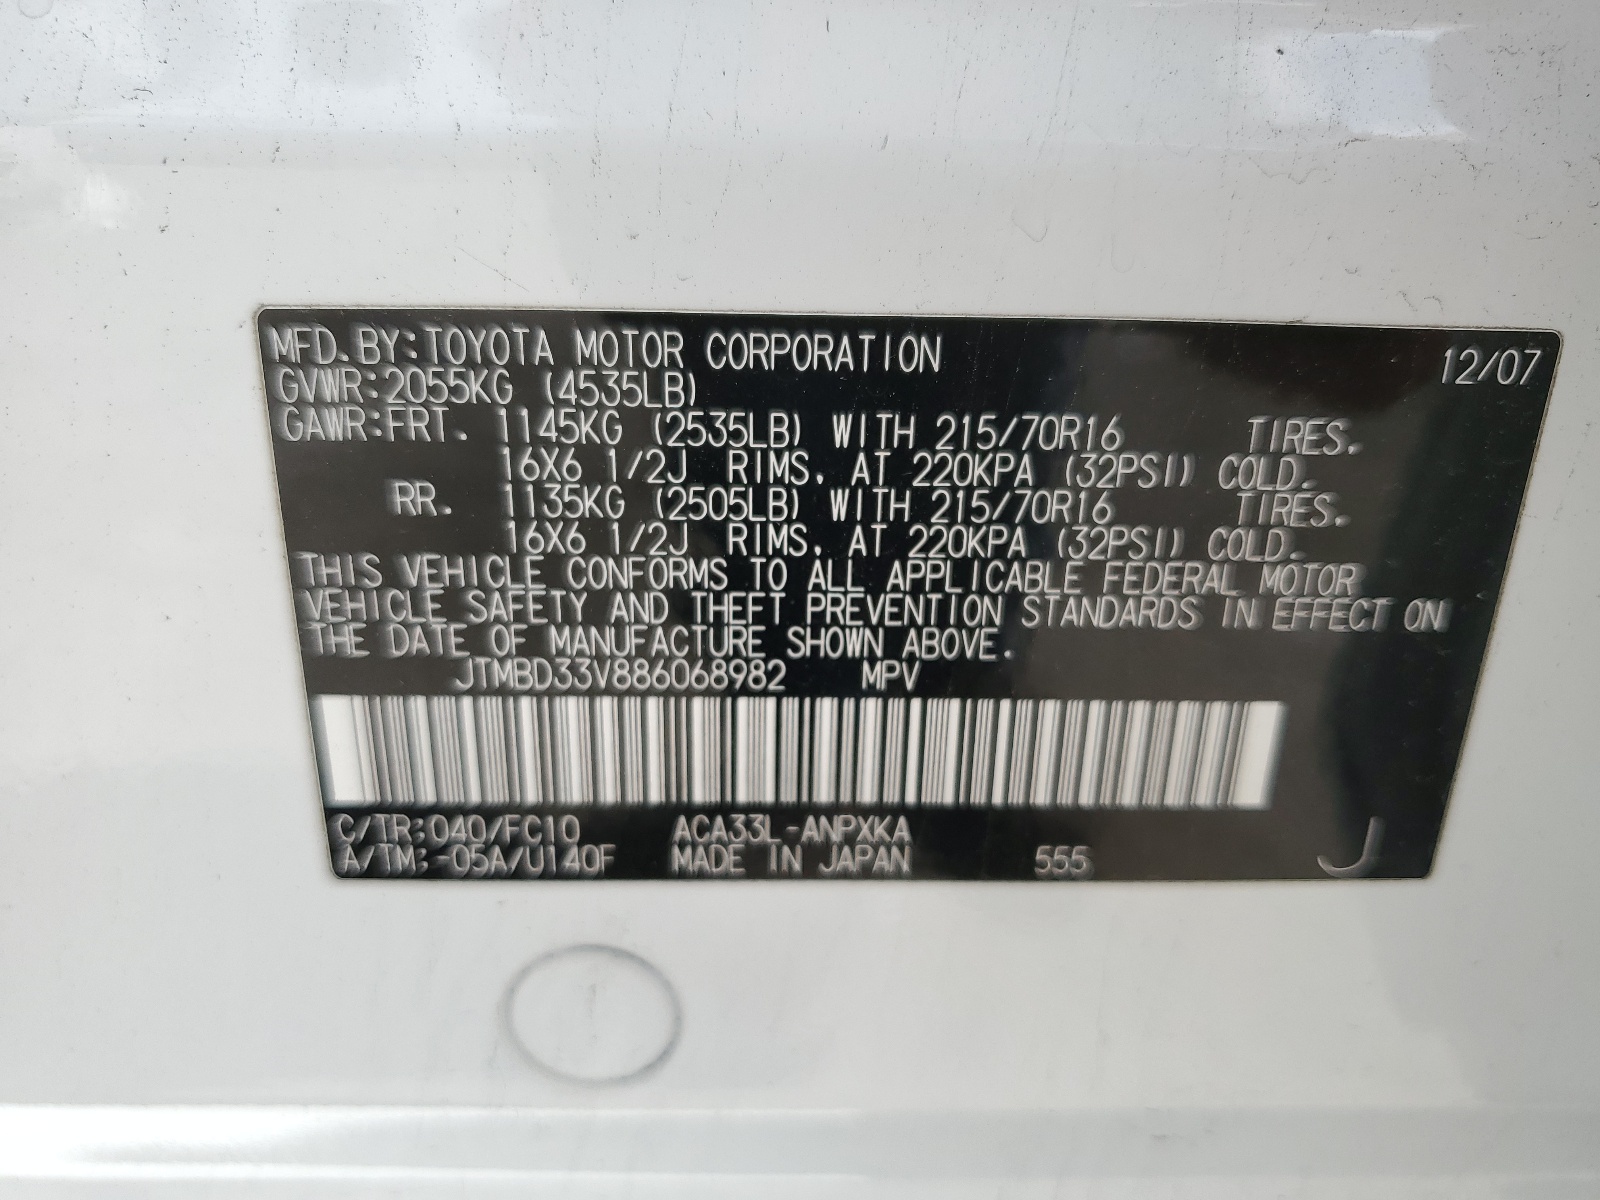 MFD. BY: TOYOTA MOTOR CORPORATION 12/07
GVWR: 2055KG (4535LB)
GAWR: FRT. 1145KG (2535LB) WITH 215/70R16 TIRES.
16X6 1/2J RIMS, AT 220KPA (32PSI) COLD.
RR. 1135KG (2505LB) WITH 215/70R16 TIRES.
16X6 1/2J RIMS, AT 220KPA (32PSI) COLD.
THIS VEHICLE CONFORMS TO ALL APPLICABLE FEDERAL MOTOR
VEHICLE SAFETY AND THEFT PREVENTION STANDARDS IN EFFECT ON
THE DATE OF MANUFACTURE SHOWN ABOVE.
JTMBD33V886068982 MPV
C/TR: 040/FC10 ACA33L-ANPXKA
A/TM: -05A/U140F MADE IN JAPAN 555 J